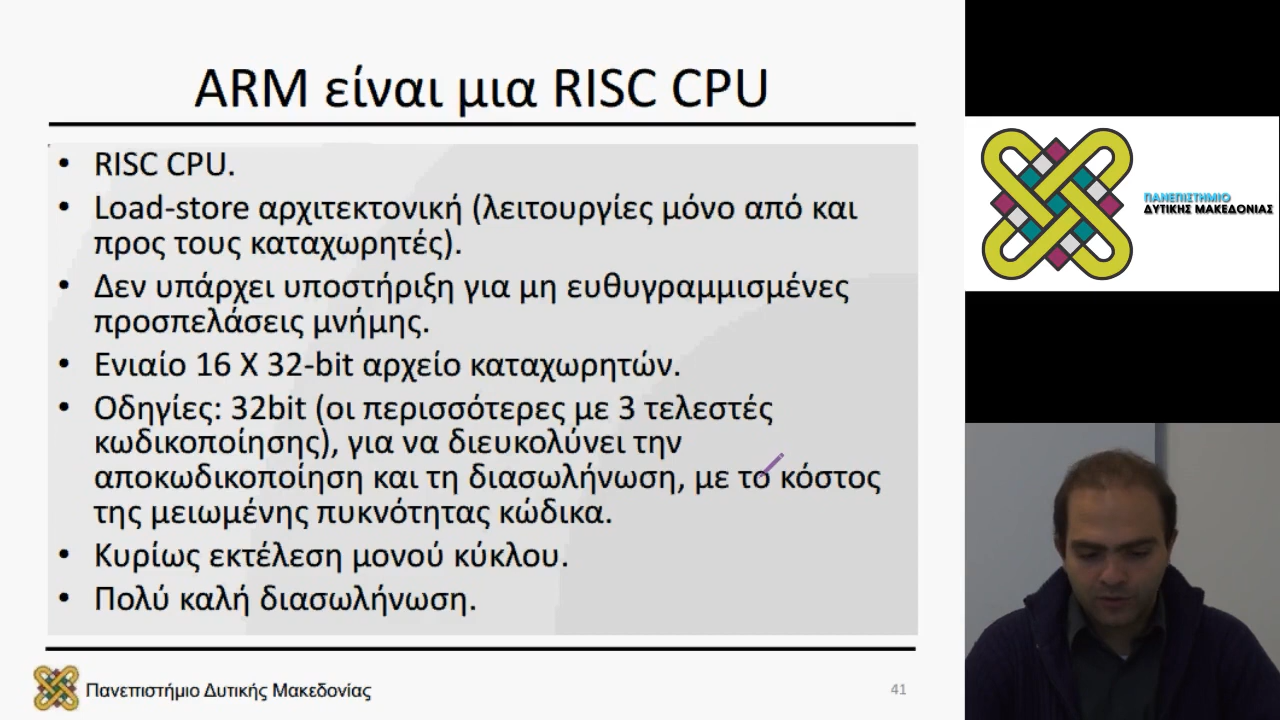 ARM είναι μια RISC CPU
• RISC CPU.
• Load-store αρχιτεκτονική (λειτουργίες μόνο από και
προς τους καταχωρητές).
• Δεν υπάρχει υποστήριξη για μη ευθυγραμμισμένες
προσπελάσεις μνήμης.
• Ενιαίο 16 X 32-bit αρχείο καταχωρητών.
• Οδηγίες: 32bit (οι περισσότερες με 3 τελεστές
κωδικοποίησης), για να διευκολύνει την
αποκωδικοποίηση και τη διασωλήνωση, με το κόστος
της μειωμένης πυκνότητας κώδικα.
• Κυρίως εκτέλεση μονού κύκλου.
• Πολύ καλή διασωλήνωση.
Πανεπιστήμιο Δυτικής Μακεδονίας
41
ΠΑΝΕΠΙΣΤΗΜΙΟ
ΔΥΤΙΚΗΣ ΜΑΚΕΔΟΝΙΑΣ